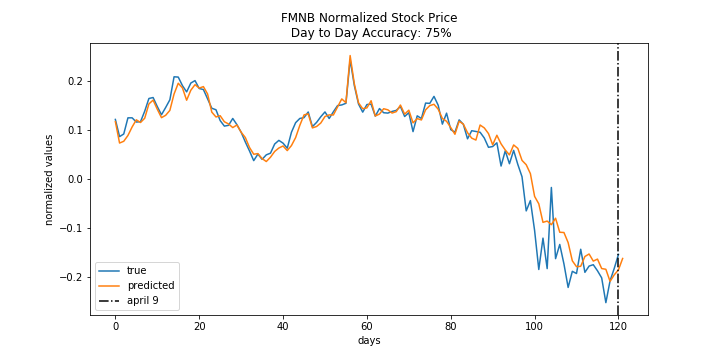 FMNB Normalized Stock Price
Day to Day Accuracy: 75%
normalized values
0.2
0.1
0.0
−0.1
−0.2
true
predicted
april 9
0
20
40
60
80
100
120
days